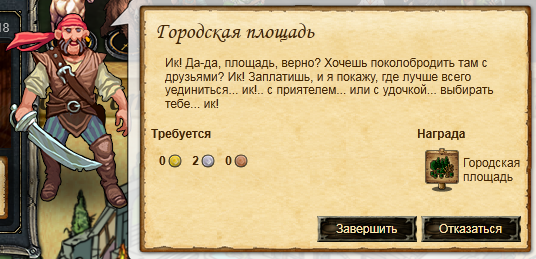 18
Городская площадь
Ик! Да-да, площадь, верно? Хочешь поколобродить там с
друзьями? Ик! Заплатишь, и я покажу, где лучше всего
уединиться... ик!.. с приятелем... или с удочкой... выбирать
тебе... ик!
Требуется
Награда
0 2 0
Городская
площадь
Завершить Отказаться